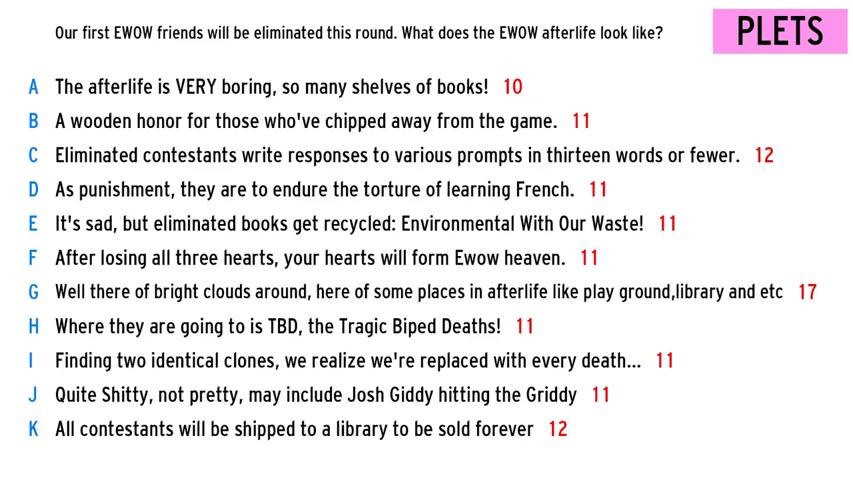 Our first EWOW friends will be eliminated this round. What does the EWOW afterlife look like?
PLETS
A The afterlife is VERY boring, so many shelves of books! 10
B A wooden honor for those who've chipped away from the game. 11
C Eliminated contestants write responses to various prompts in thirteen words or fewer. 12
D As punishment, they are to endure the torture of learning French. 11
E It's sad, but eliminated books get recycled: Environmental With Our Waste! 11
F After losing all three hearts, your hearts will form Ewow heaven. 11
G Well there of bright clouds around, here of some places in afterlife like play ground,library and etc 17
H Where they are going to is TBD, the Tragic Biped Deaths! 11
I Finding two identical clones, we realize we're replaced with every death... 11
J Quite Shitty, not pretty, may include Josh Giddy hitting the Griddy 11
K All contestants will be shipped to a library to be sold forever 12